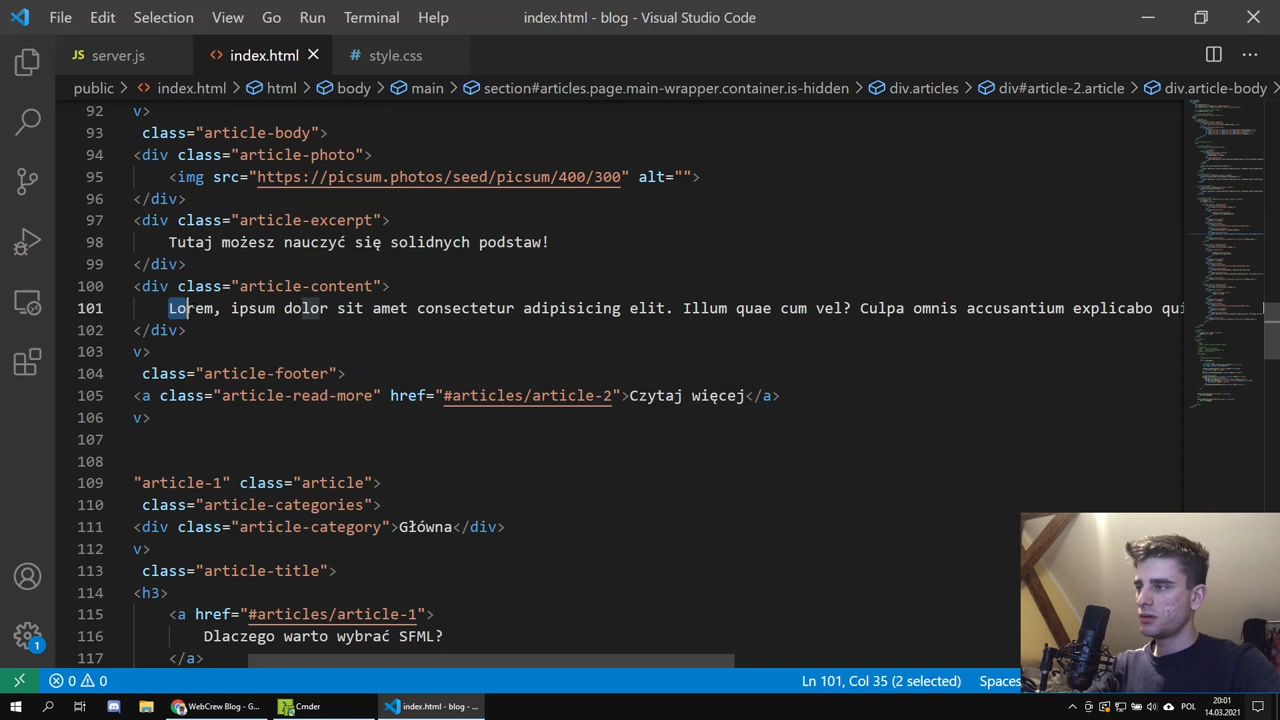 File Edit Selection View Go Run Terminal Help index.html - blog - Visual Studio Code
JS server.js <> index.html # style.css
public > <> index.html > html > body > main > section#articles.page.main-wrapper.container.is-hidden > div.articles > div#article-2.article > div.article-body >
92 v>
93 class="article-body">
94 <div class="article-photo">
95 <img src="https://picsum.photos/seed/picsum/400/300" alt="">
96 </div>
97 <div class="article-excerpt">
98 Tutaj możesz nauczyć się solidnych podstaw!
99 </div>
100 <div class="article-content">
101 Lorem, ipsum dolor sit amet consectetur adipisicing elit. Illum quae cum vel? Culpa omnis accusantium explicabo qui
102 </div>
103 v>
104 class="article-footer">
105 <a class="article-read-more" href="#articles/article-2">Czytaj więcej</a>
106 v>
107
108
109 "article-1" class="article">
110 class="article-categories">
111 <div class="article-category">Główna</div>
112 v>
113 class="article-title">
114 <h3>
115 <a href="#articles/article-1">
116 Dlaczego warto wybrać SFML?
117 </a>
1
0 0 Ln 101, Col 35 (2 selected) Spaces
WebCrew Blog - G... Cmder index.html - blog - ... POL 20:01
14.03.2021